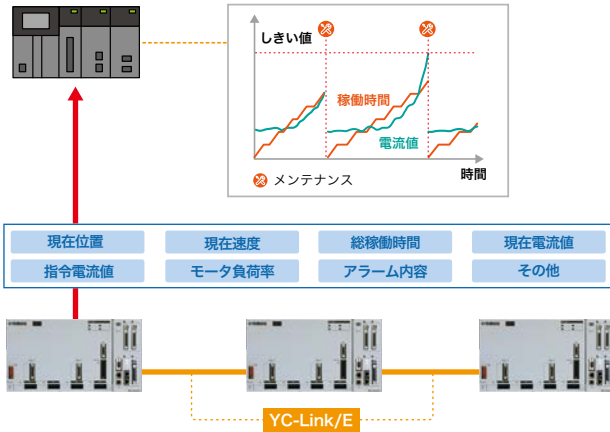 しきい値
稼働時間
電流値
時間
メンテナンス
現在位置 現在速度 総稼働時間 現在電流値
指令電流値 モータ負荷率 アラーム内容 その他
YC-Link/E